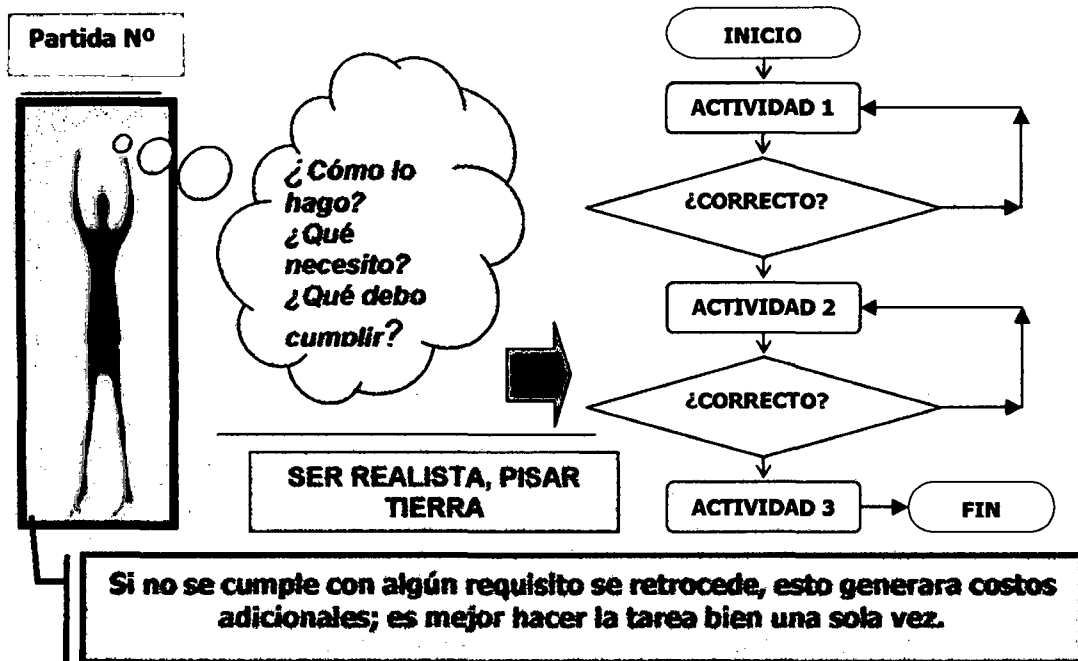 Partida Nº
¿Cómo lo
hago?
¿Qué
necesito?
¿Qué debo
cumplir?
SER REALISTA, PISAR
TIERRA
INICIO
ACTIVIDAD 1
¿CORRECTO?
ACTIVIDAD 2
¿CORRECTO?
ACTIVIDAD 3
FIN
Si no se cumple con algún requisito se retrocede, esto generara costos
adicionales; es mejor hacer la tarea bien una sola vez.